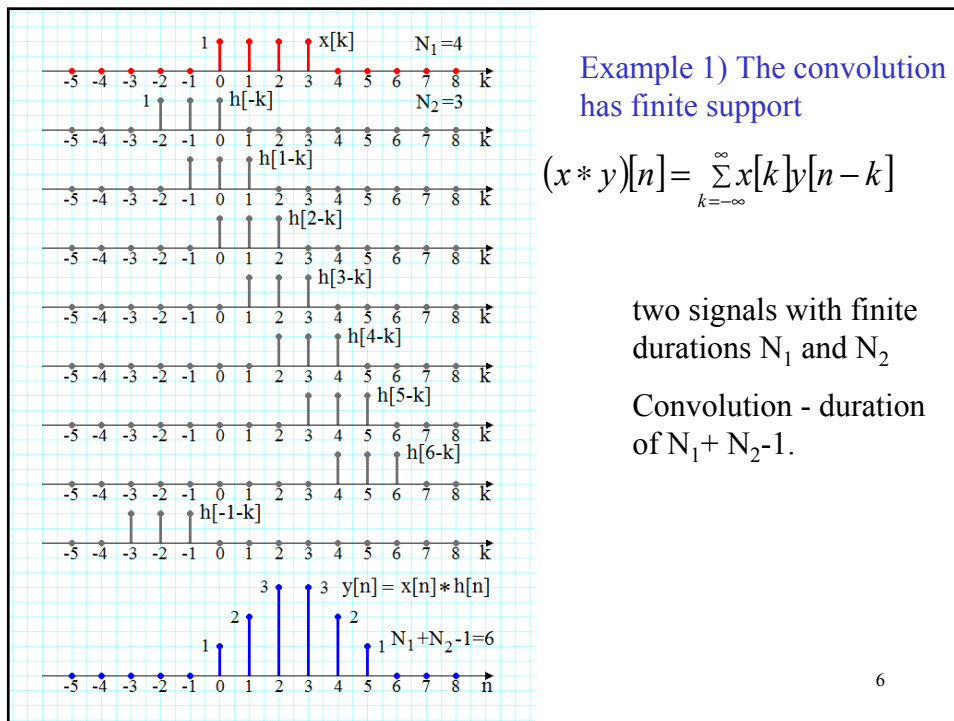 1 x[k] N₁=4
-5 -4 -3 -2 -1 0 1 2 3 4 5 6 7 8 k
1 h[-k] N₂=3
-5 -4 -3 -2 -1 0 1 2 3 4 5 6 7 8 k
h[1-k]
-5 -4 -3 -2 -1 0 1 2 3 4 5 6 7 8 k
h[2-k]
-5 -4 -3 -2 -1 0 1 2 3 4 5 6 7 8 k
h[3-k]
-5 -4 -3 -2 -1 0 1 2 3 4 5 6 7 8 k
h[4-k]
-5 -4 -3 -2 -1 0 1 2 3 4 5 6 7 8 k
h[5-k]
-5 -4 -3 -2 -1 0 1 2 3 4 5 6 7 8 k
h[6-k]
-5 -4 -3 -2 -1 0 1 2 3 4 5 6 7 8 k
h[-1-k]
-5 -4 -3 -2 -1 0 1 2 3 4 5 6 7 8 k
3 3 y[n] = x[n]∗h[n]
2 2
1 1 N₁+N₂-1=6
-5 -4 -3 -2 -1 0 1 2 3 4 5 6 7 8 n
Example 1) The convolution
has finite support
(x * y)[n] = ∑ x[k]y[n − k]
∞
k=−∞
two signals with finite
durations N₁ and N₂
Convolution - duration
of N₁+ N₂-1.
6